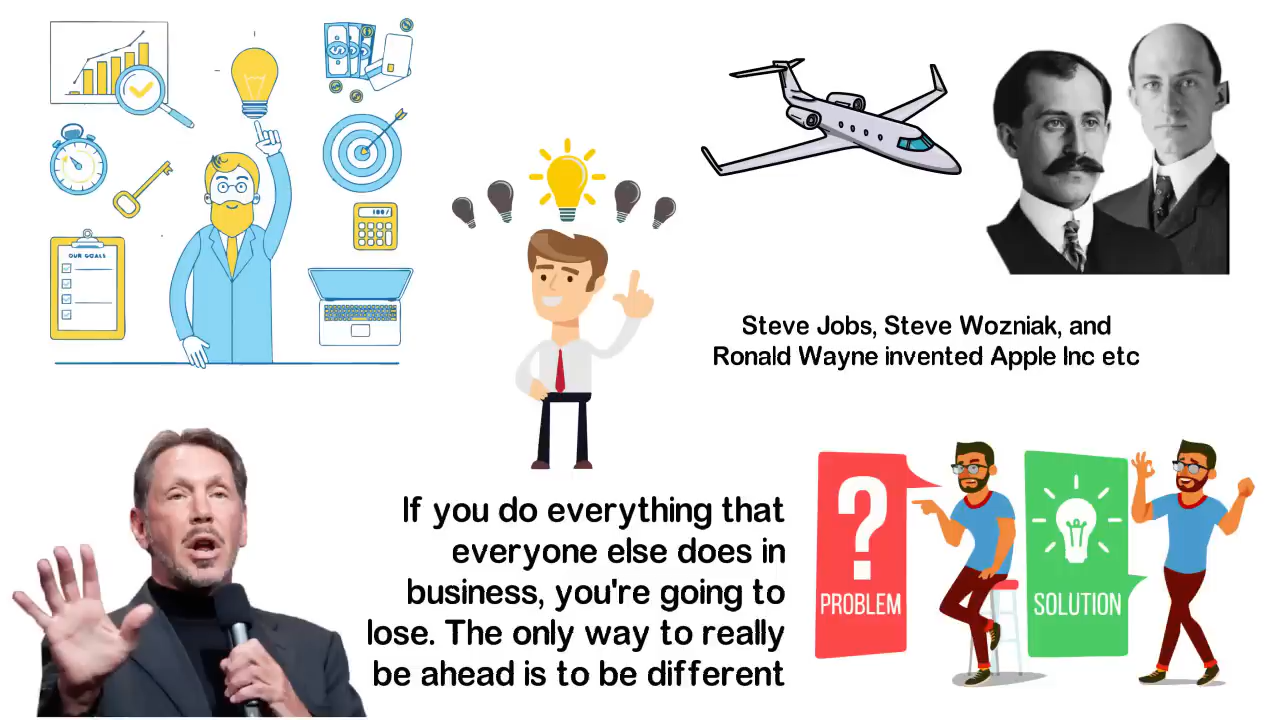 OUR GOALS
100/
Steve Jobs, Steve Wozniak, and
Ronald Wayne invented Apple Inc etc
If you do everything that
everyone else does in
business, you're going to
lose. The only way to really
be ahead is to be different
?
PROBLEM
SOLUTION